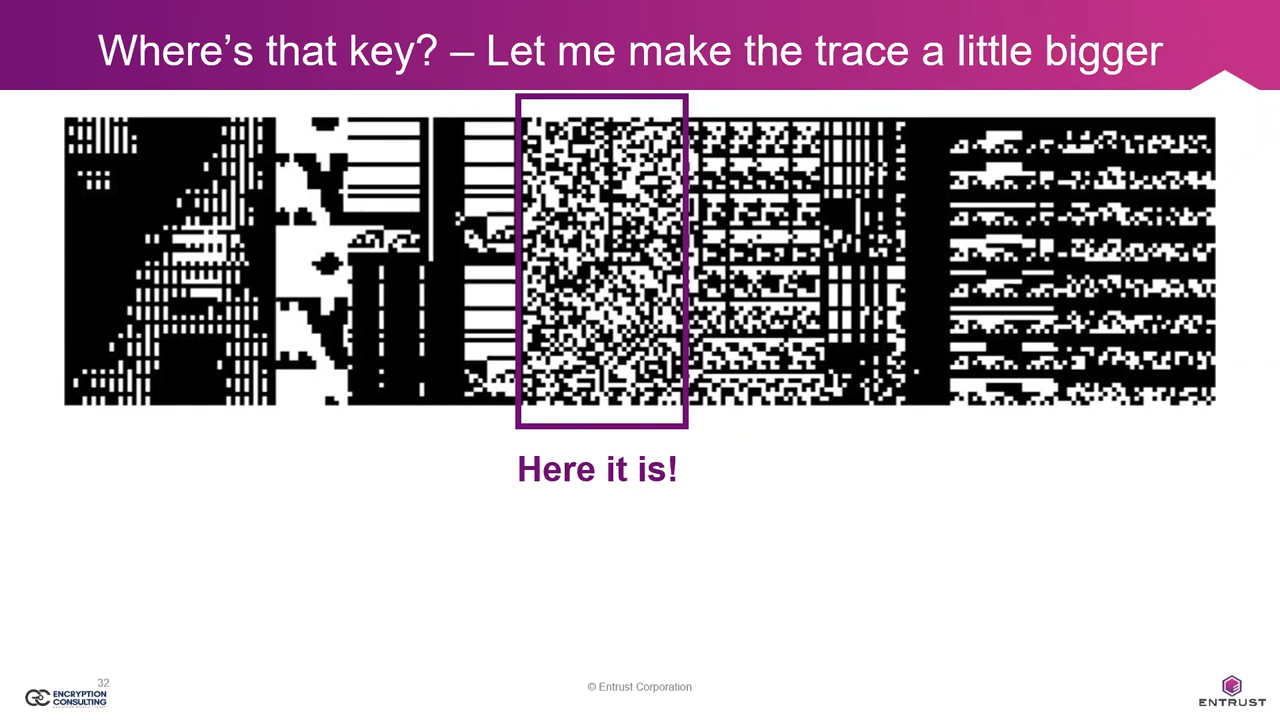 Where's that key? – Let me make the trace a little bigger
Here it is!
32
ENCRYPTION
CONSULTING
© Entrust Corporation
ENTRUST